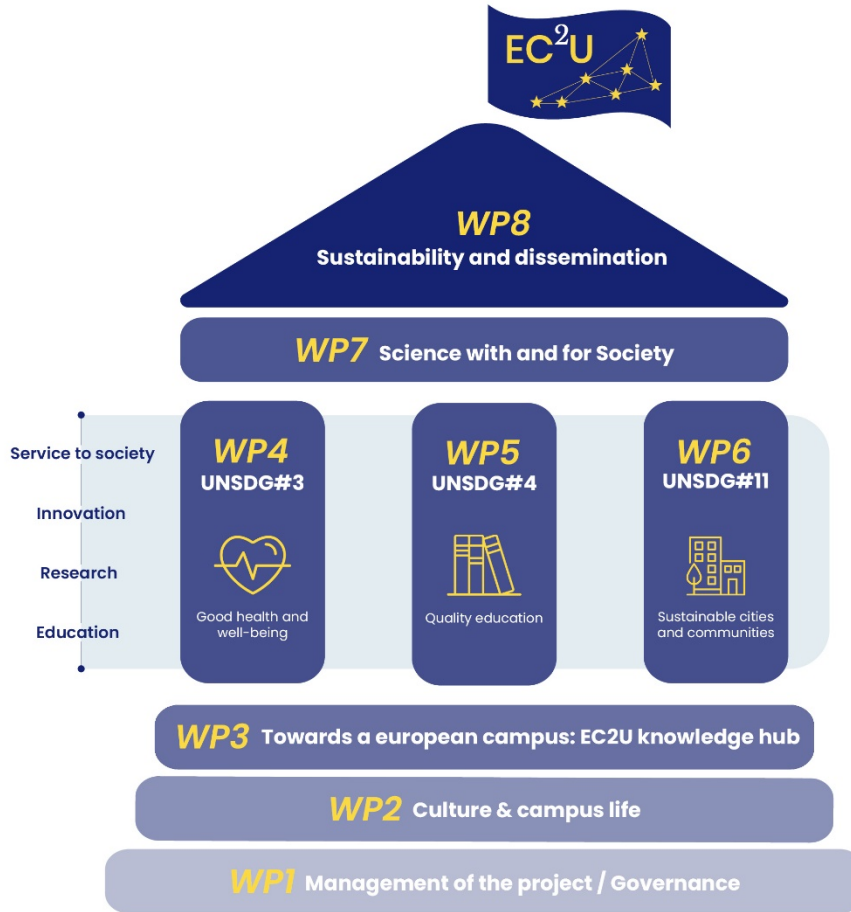 EC²U
WP8
Sustainability and dissemination
WP7 Science with and for Society
Service to society
Innovation
Research
Education
WP4
UNSDG#3
Good health and
well-being
WP5
UNSDG#4
Quality education
WP6
UNSDG#11
Sustainable cities
and communities
WP3 Towards a european campus: EC2U knowledge hub
WP2 Culture & campus life
WP1 Management of the project / Governance